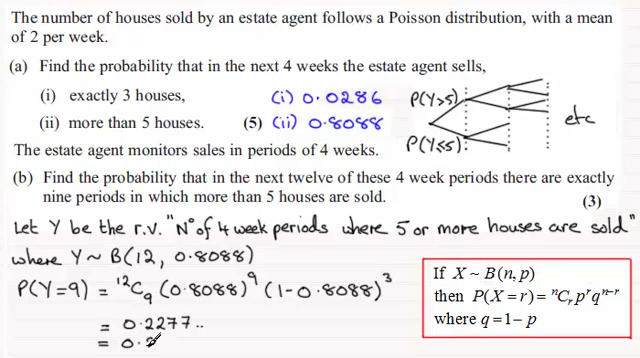 The number of houses sold by an estate agent follows a Poisson distribution, with a mean
of 2 per week.
(a) Find the probability that in the next 4 weeks the estate agent sells,
(i) exactly 3 houses,
(i) 0.0286
(ii) more than 5 houses.
(5)
(ii) 0.8088
P(Y>5)
P(Y≤5)
etc
The estate agent monitors sales in periods of 4 weeks.
(b) Find the probability that in the next twelve of these 4 week periods there are exactly
nine periods in which more than 5 houses are sold.
(3)
Let Y be the r.v. "Nº of 4 week periods where 5 or more houses are sold"
where Y ~ B(12, 0.8088)
P(Y=9) = ¹²C₉ (0.8088)⁹ (1-0.8088)³
= 0.2277..
= 0.2
If X ~ B(n, p)
then P(X = r) = ⁿCᵣ pʳqⁿ⁻ʳ
where q = 1 – p